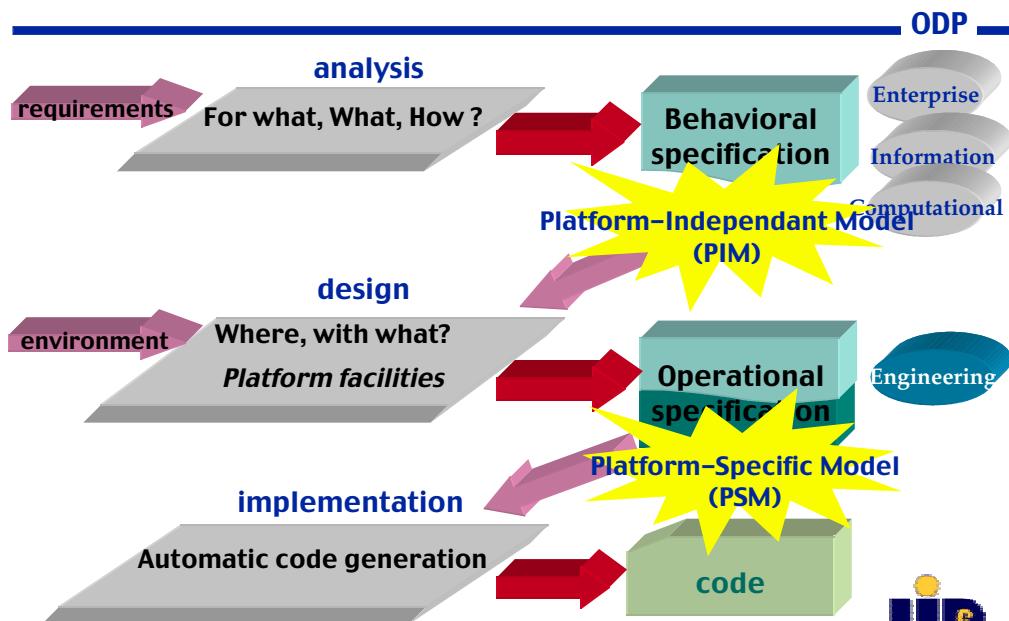 ODP
analysis
requirements
For what, What, How ?
Behavioral
specification
Enterprise
Information
Computational
Platform-Independant Model
(PIM)
design
environment
Where, with what?
Platform facilities
Operational
specification
Engineering
Platform-Specific Model
(PSM)
implementation
Automatic code generation
code